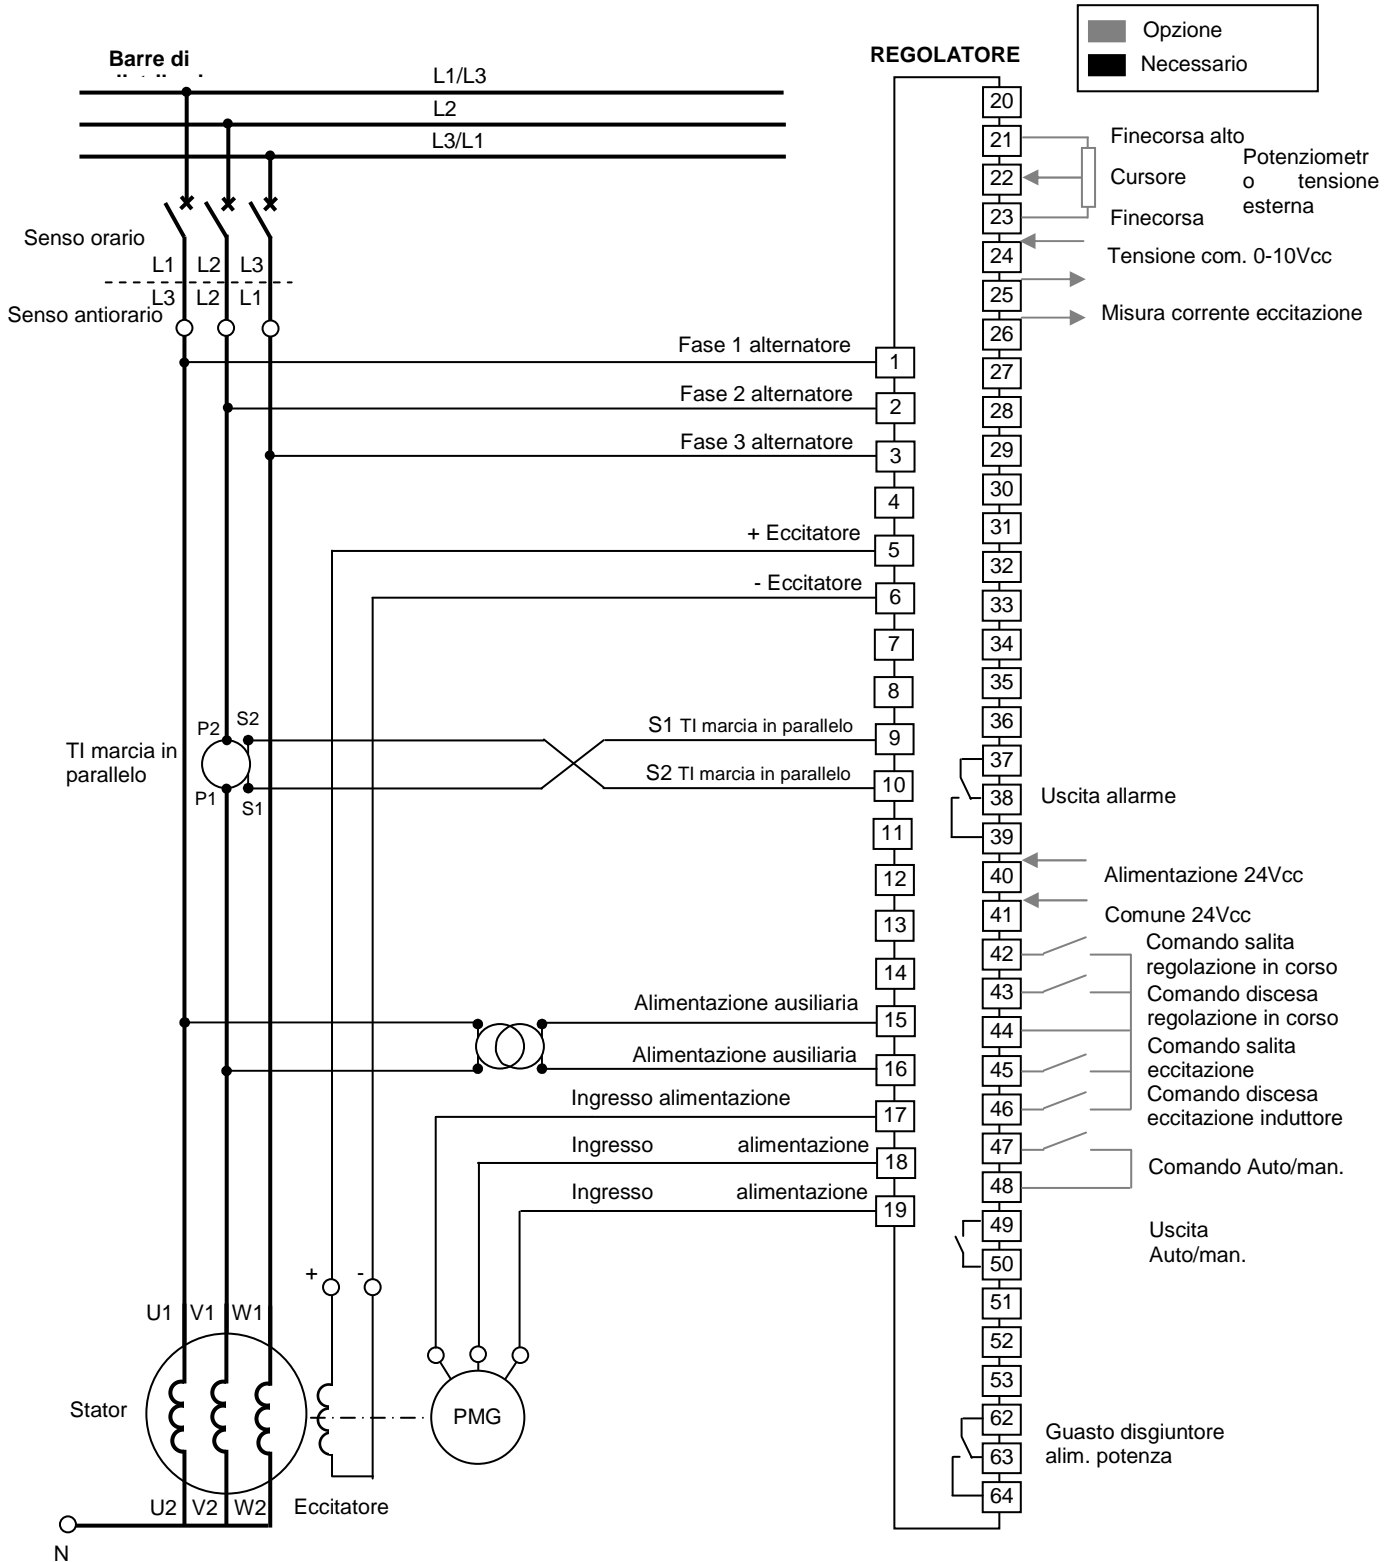 Opzione
Necessario
Barre di
REGOLATORE
L1/L3
L2
L3/L1
20
21
Finecorsa alto
22
Cursore
23
Finecorsa
Potenziometr
o tensione
esterna
24
Tensione com. 0-10Vcc
25
26
Misura corrente eccitazione
27
28
29
30
31
32
33
34
35
36
37
38
Uscita allarme
39
40
Alimentazione 24Vcc
41
Comune 24Vcc
42
Comando salita
regolazione in corso
43
Comando discesa
regolazione in corso
44
Comando salita
eccitazione
45
46
Comando discesa
eccitazione induttore
47
Comando Auto/man.
48
49
Uscita
Auto/man.
50
51
52
53
62
Guasto disgiuntore
alim. potenza
63
64
Senso orario
L1 L2 L3
L3 L2 L1
Senso antiorario
Fase 1 alternatore
1
Fase 2 alternatore
2
Fase 3 alternatore
3
4
+ Eccitatore
5
- Eccitatore
6
7
8
P2 S2
TI marcia in
parallelo
P1 S1
S1 TI marcia in parallelo
9
S2 TI marcia in parallelo
10
11
12
13
14
Alimentazione ausiliaria
15
Alimentazione ausiliaria
16
Ingresso alimentazione
17
Ingresso alimentazione
18
Ingresso alimentazione
19
+ -
U1 V1 W1
Stator
PMG
U2 V2 W2
Eccitatore
N